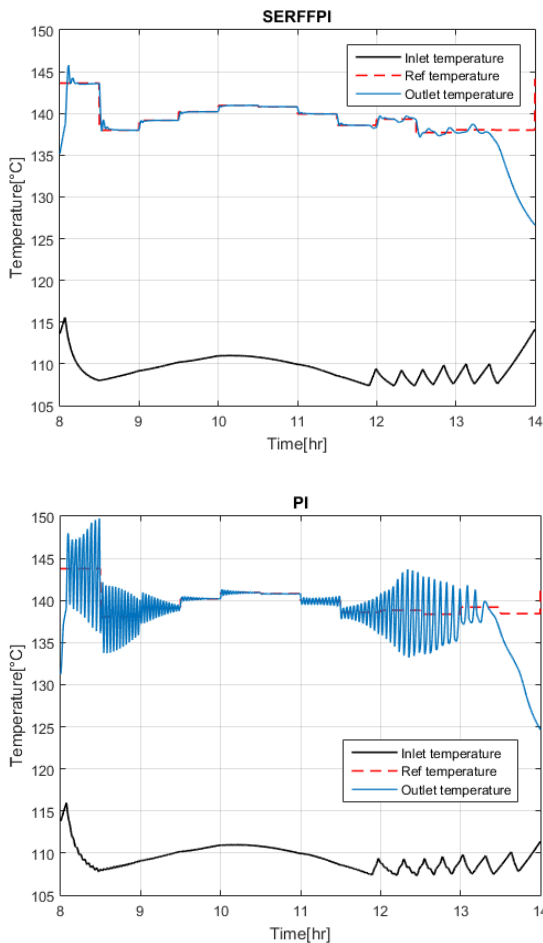 SERFFPI
150
145
140
135
130
125
120
115
110
105
Temperature[°C]
Inlet temperature
Ref temperature
Outlet temperature
8
9
10
11
12
13
14
Time[hr]
PI
150
145
140
135
130
125
120
115
110
105
Temperature[°C]
Inlet temperature
Ref temperature
Outlet temperature
8
9
10
11
12
13
14
Time[hr]